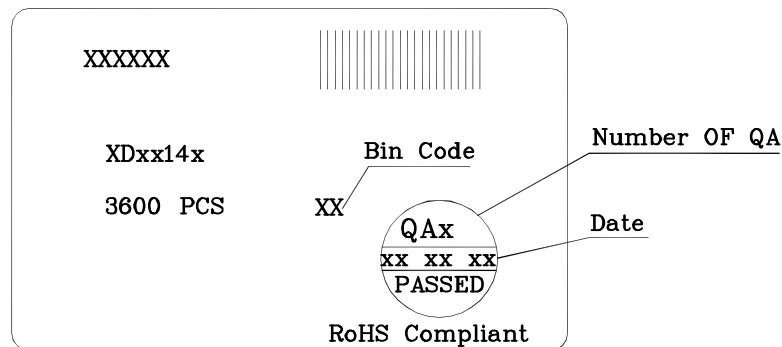 XXXXXX
XDxx14x
Bin Code
Number OF QA
3600 PCS
XX
QAx
Date
xx xx xx
PASSED
RoHS Compliant